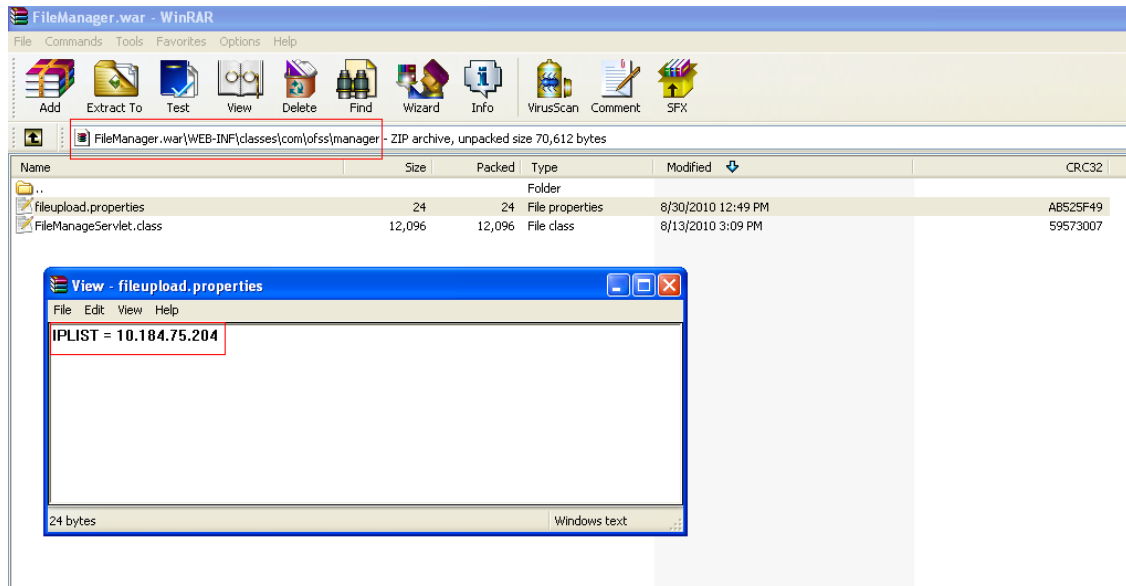 FileManager.war - WinRAR
File Commands Tools Favorites Options Help
Add Extract To Test View Delete Find Wizard Info VirusScan Comment SFX
FileManager.war\WEB-INF\classes\com\ofss\manager - ZIP archive, unpacked size 70,612 bytes
Name Size Packed Type Modified CRC32
.. Folder
fileupload.properties 24 24 File properties 8/30/2010 12:49 PM AB525F49
FileManageServlet.class 12,096 12,096 File class 8/13/2010 3:09 PM 59573007
View - fileupload.properties
File Edit View Help
IPLIST = 10.184.75.204
24 bytes Windows text